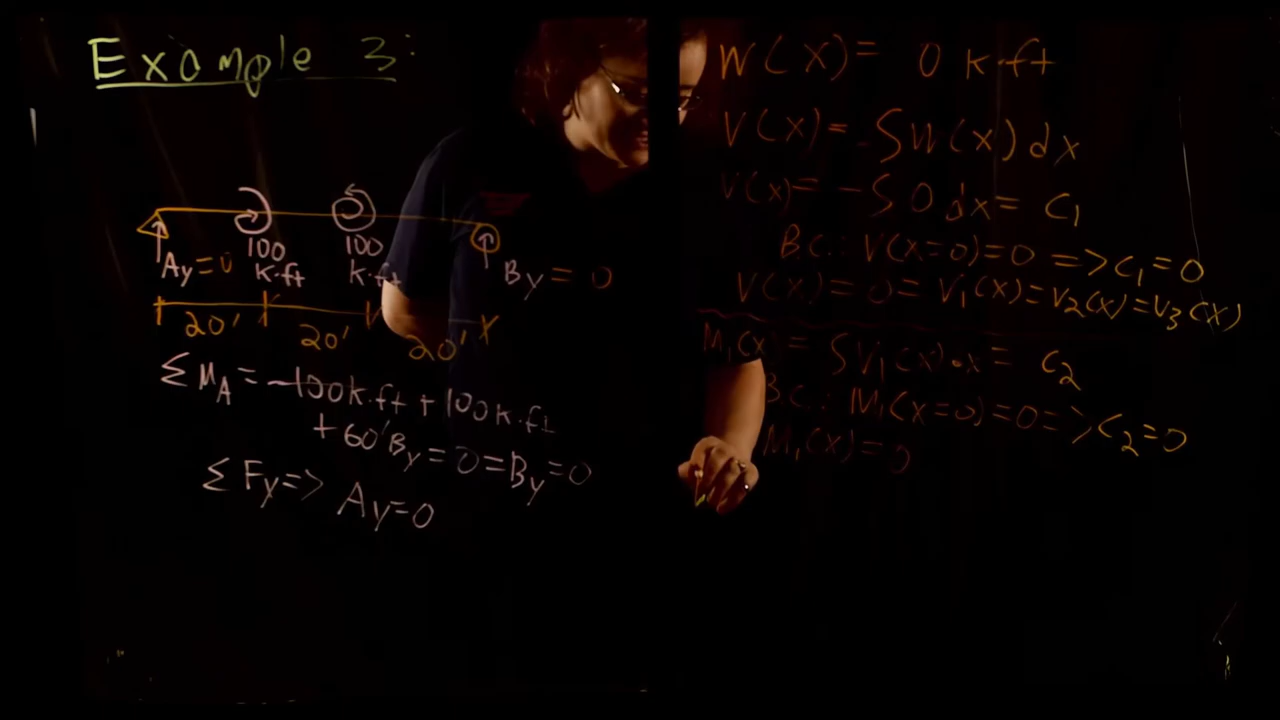 Example 3:
100 K·ft
100 K·ft
Ay=0
By = 0
20' 20' 20'
ΣM_A = -100k·ft + 100k·ft
+ 60'By = 0 = By = 0
ΣFy => Ay=0
W(X) = 0 k·ft
V(X) = -∫W(X)dx
V(x) = -∫0 dx = C₁
B.C.: V(X=0)=0 => C₁=0
V(X) = 0 = V₁(X) = V₂(X) = V₃(X)
M₁(X) = ∫V₁(X)dx = C₂
B.C.: M₁(X=0)=0 => C₂=0
M₁(X)=0